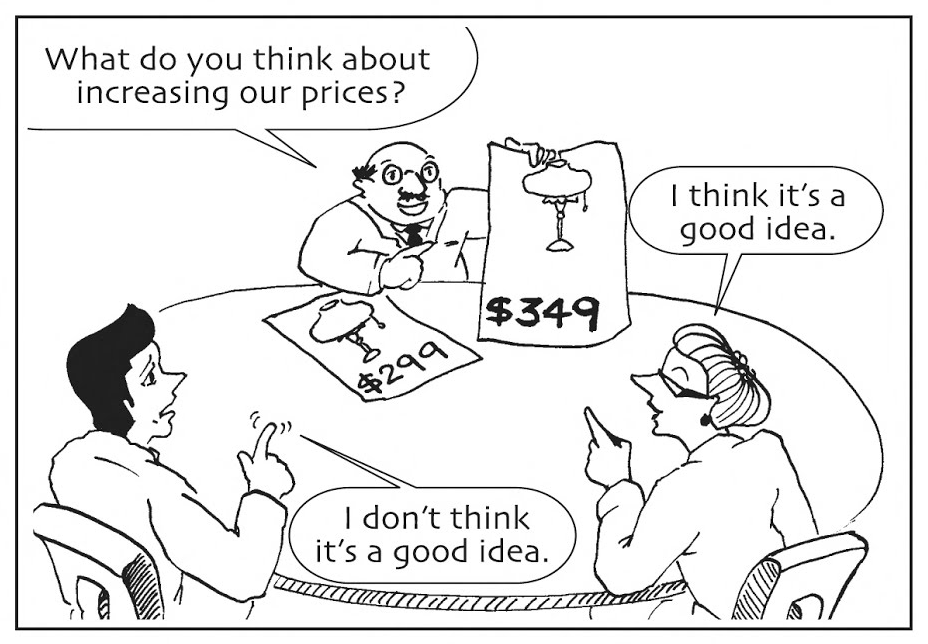 What do you think about
increasing our prices?
I think it's a
good idea.
$349
$299
I don't think
it's a good idea.